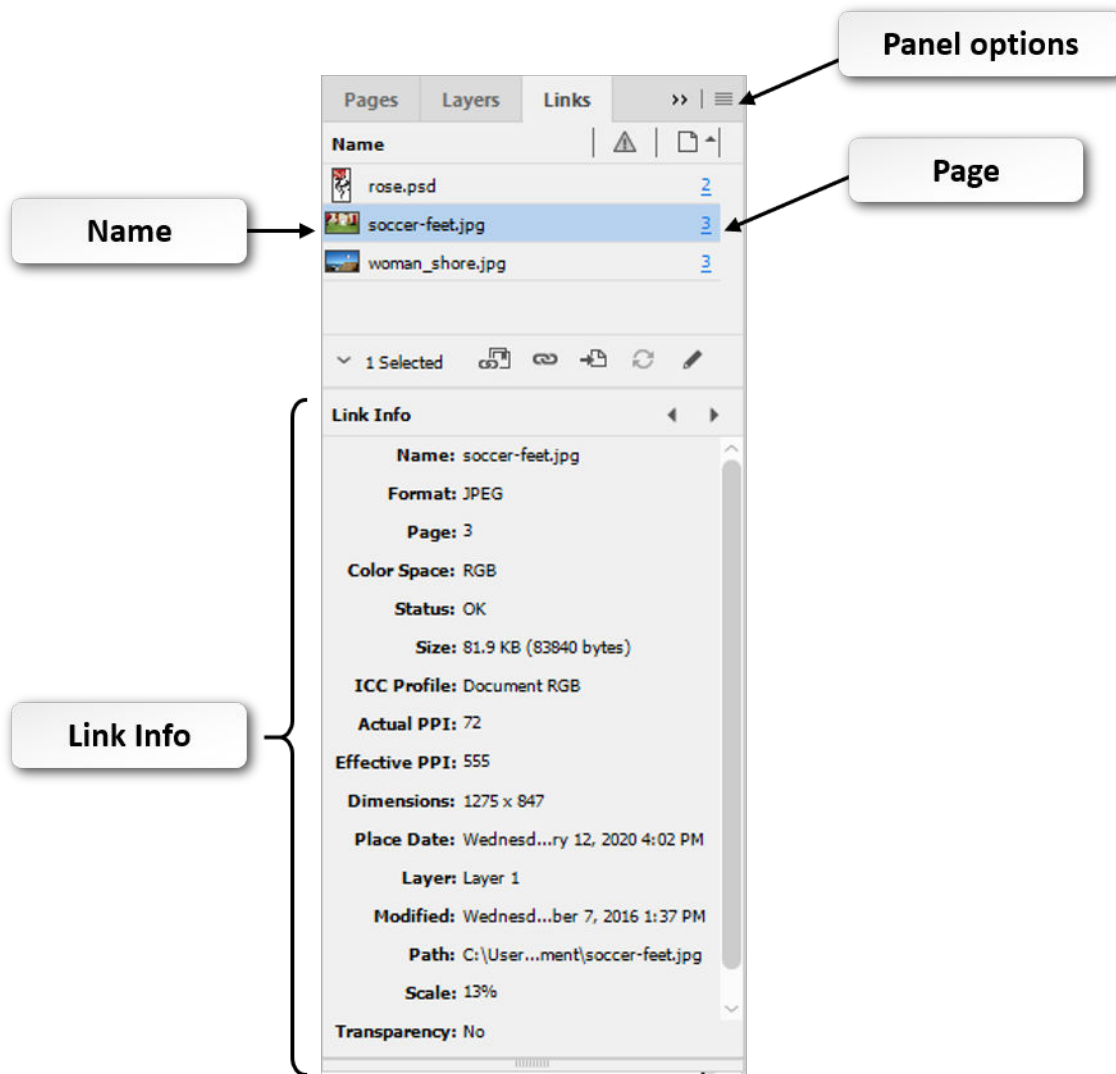 Panel options
Pages Layers Links
Name
Page
rose.psd 2
Name
soccer-feet.jpg 3
woman_shore.jpg 3
1 Selected
Link Info
Name: soccer-feet.jpg
Format: JPEG
Page: 3
Color Space: RGB
Status: OK
Size: 81.9 KB (83840 bytes)
ICC Profile: Document RGB
Link Info
Actual PPI: 72
Effective PPI: 555
Dimensions: 1275 x 847
Place Date: Wednesd...ry 12, 2020 4:02 PM
Layer: Layer 1
Modified: Wednesd...ber 7, 2016 1:37 PM
Path: C:\User...ment\soccer-feet.jpg
Scale: 13%
Transparency: No